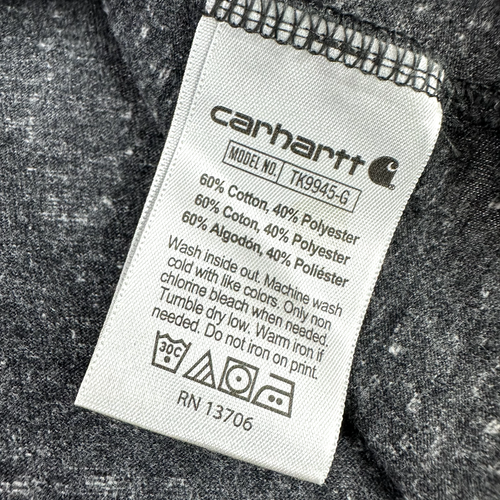 carhartt
MODEL NO. TK9945-G
60% Cotton, 40% Polyester
60% Coton, 40% Polyester
60% Algodón, 40% Poliéster
Wash inside out. Machine wash
cold with like colors. Only non
chlorine bleach when needed.
Tumble dry low. Warm iron if
needed. Do not iron on print.
30C
RN 13706